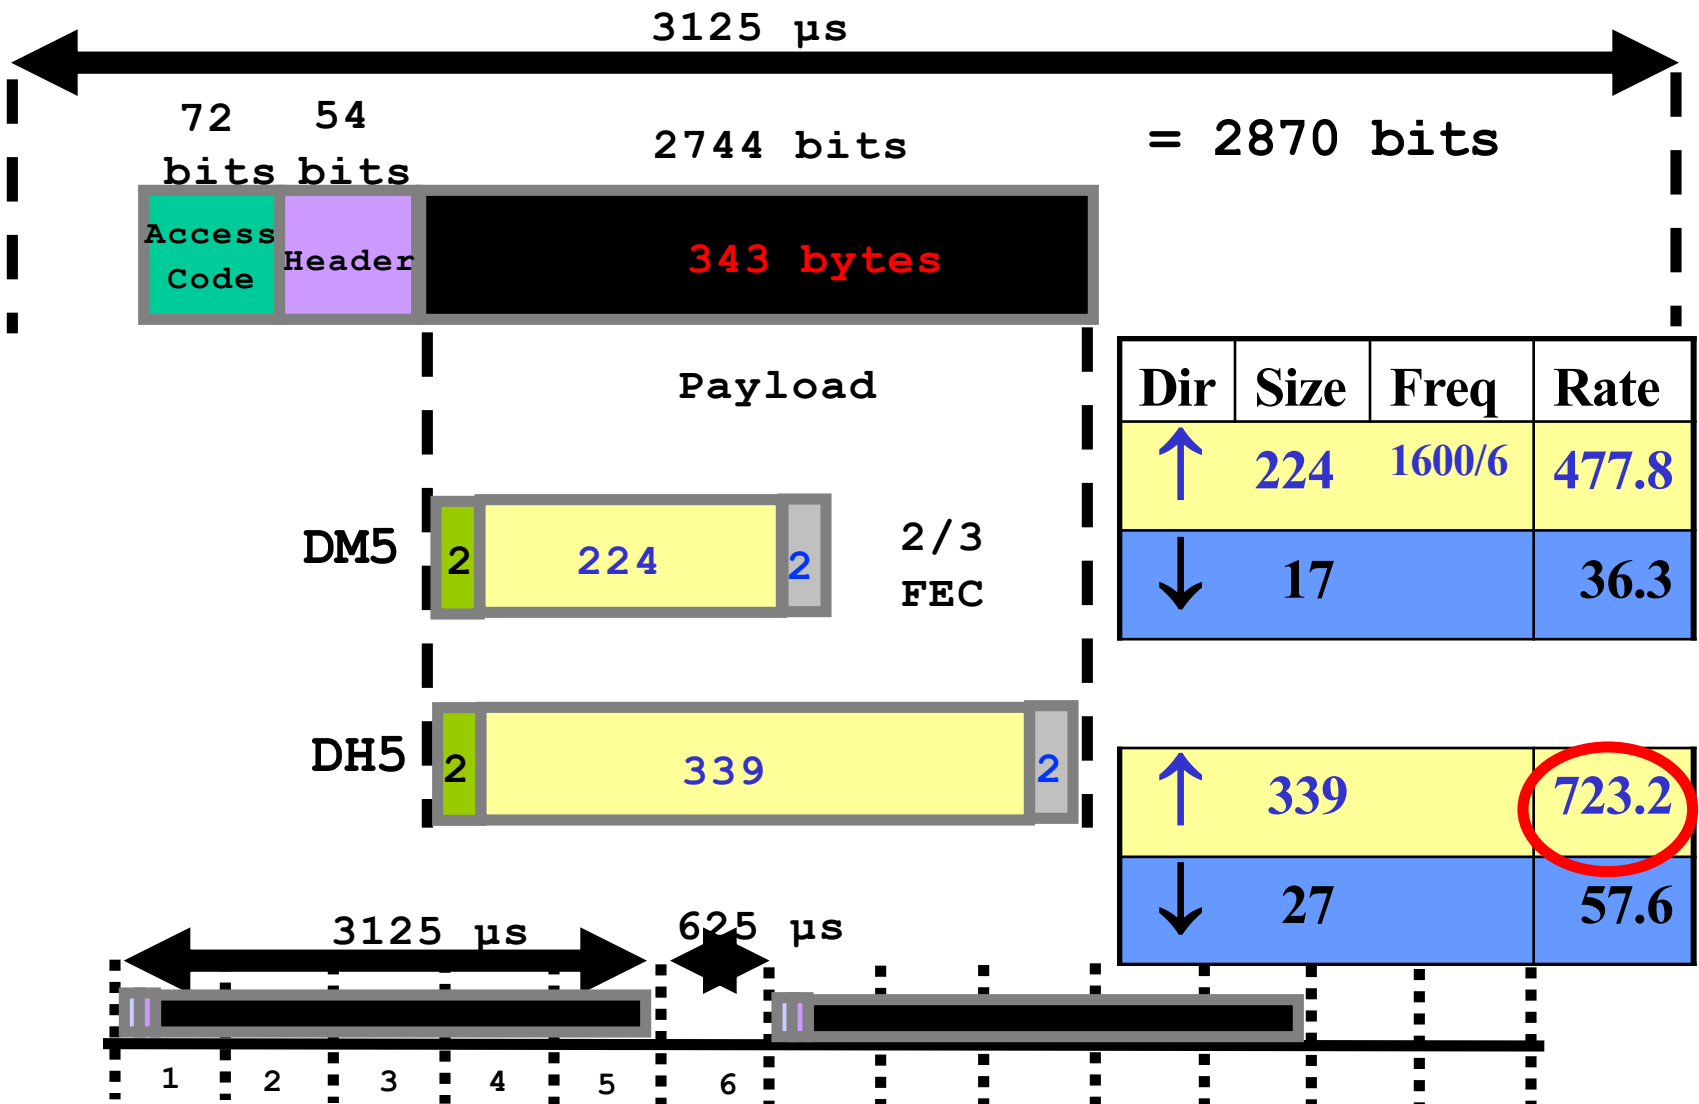 3125 μs
72 bits
54 bits
2744 bits
= 2870 bits
Access Code
Header
343 bytes
Payload
Dir Size Freq Rate
↑ 224 1600/6 477.8
↓ 17 36.3
DM5
2 224 2
2/3 FEC
DH5
2 339 2
↑ 339 723.2
↓ 27 57.6
3125 μs
625 μs
1 2 3 4 5 6